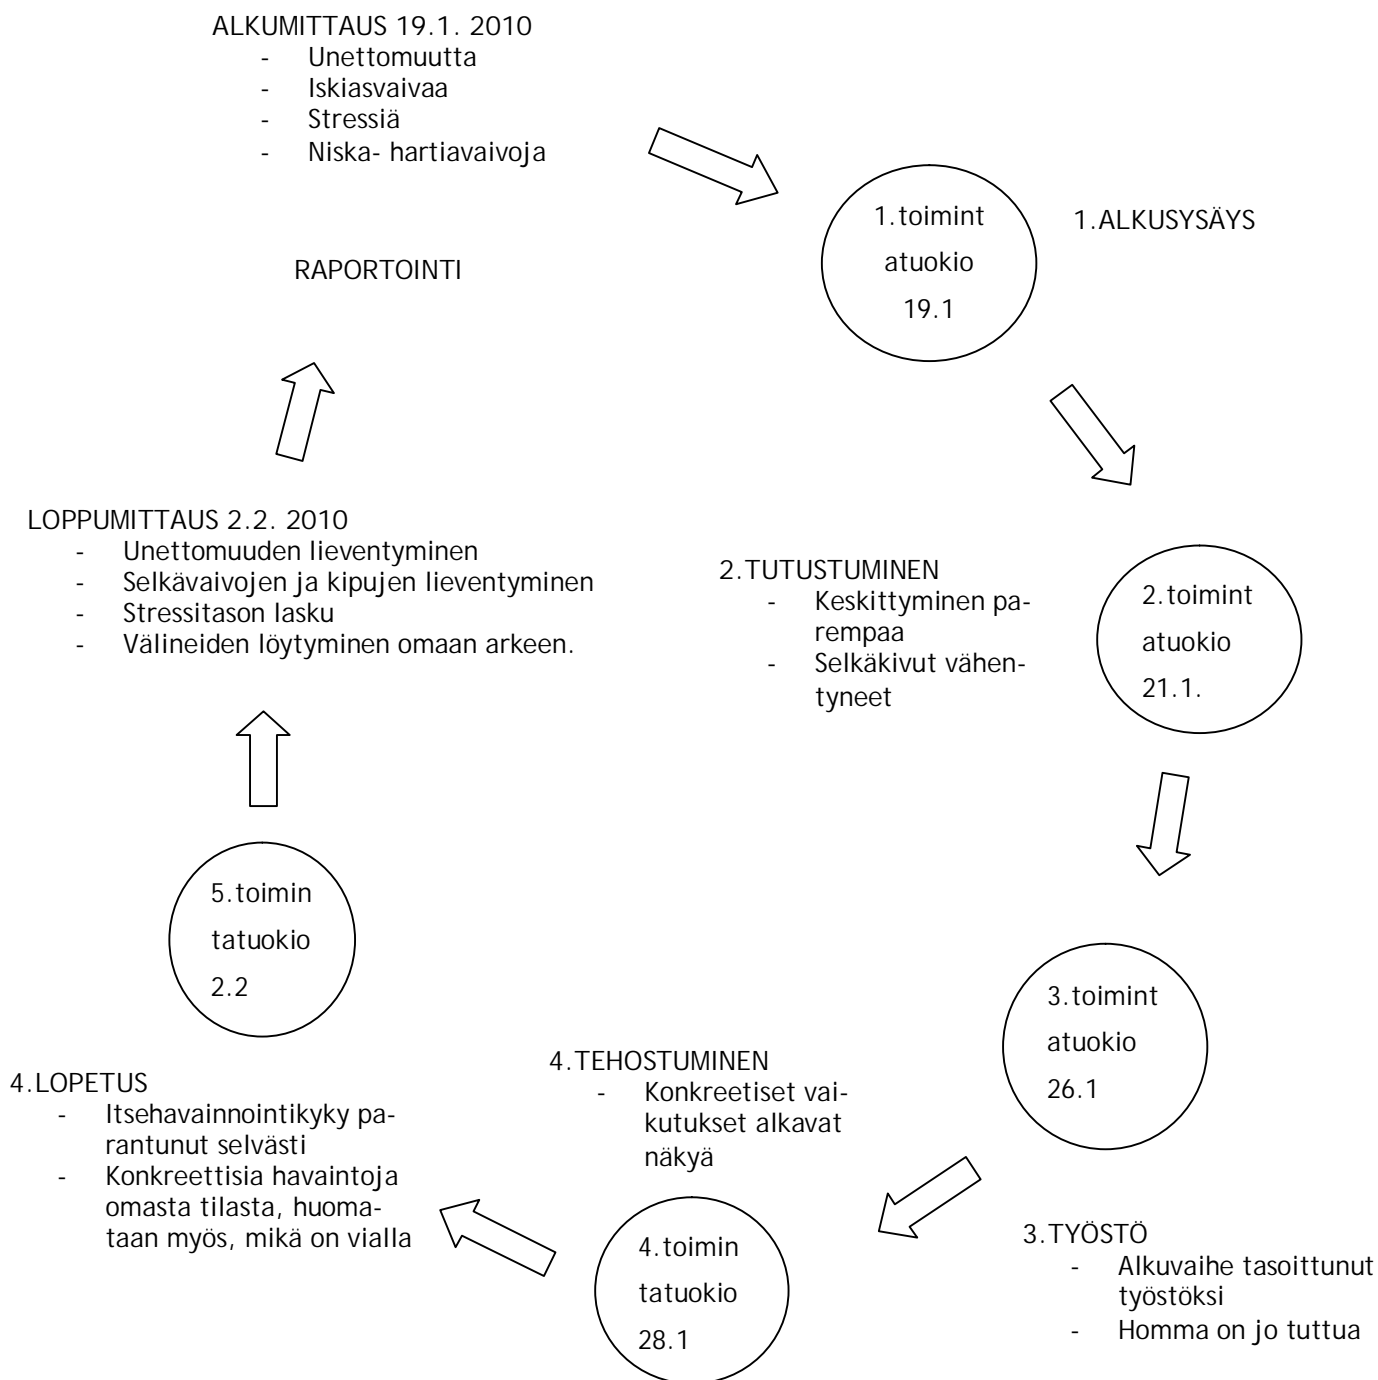 ALKUMITTAUS 19.1. 2010
- Unettomuutta
- Iskiasvaivaa
- Stressiä
- Niska- hartiavaivoja
RAPORTOINTI
1.toimint
atuokio
19.1
1.ALKUSYSÄYS
2.TUTUSTUMINEN
- Keskittyminen pa-
rempaa
- Selkäkivut vähen-
tyneet
2.toimint
atuokio
21.1.
3.toimint
atuokio
26.1
3.TYÖSTÖ
- Alkuvaihe tasoittunut
työstöksi
- Homma on jo tuttua
4.TEHOSTUMINEN
- Konkreetiset vai-
kutukset alkavat
näkyä
4.toimin
tatuokio
28.1
4.LOPETUS
- Itsehavainnointikyky pa-
rantunut selvästi
- Konkreettisia havaintoja
omasta tilasta, huoma-
taan myös, mikä on vialla
5.toimin
tatuokio
2.2
LOPPUMITTAUS 2.2. 2010
- Unettomuuden lieventyminen
- Selkävaivojen ja kipujen lieventyminen
- Stressitason lasku
- Välineiden löytyminen omaan arkeen.